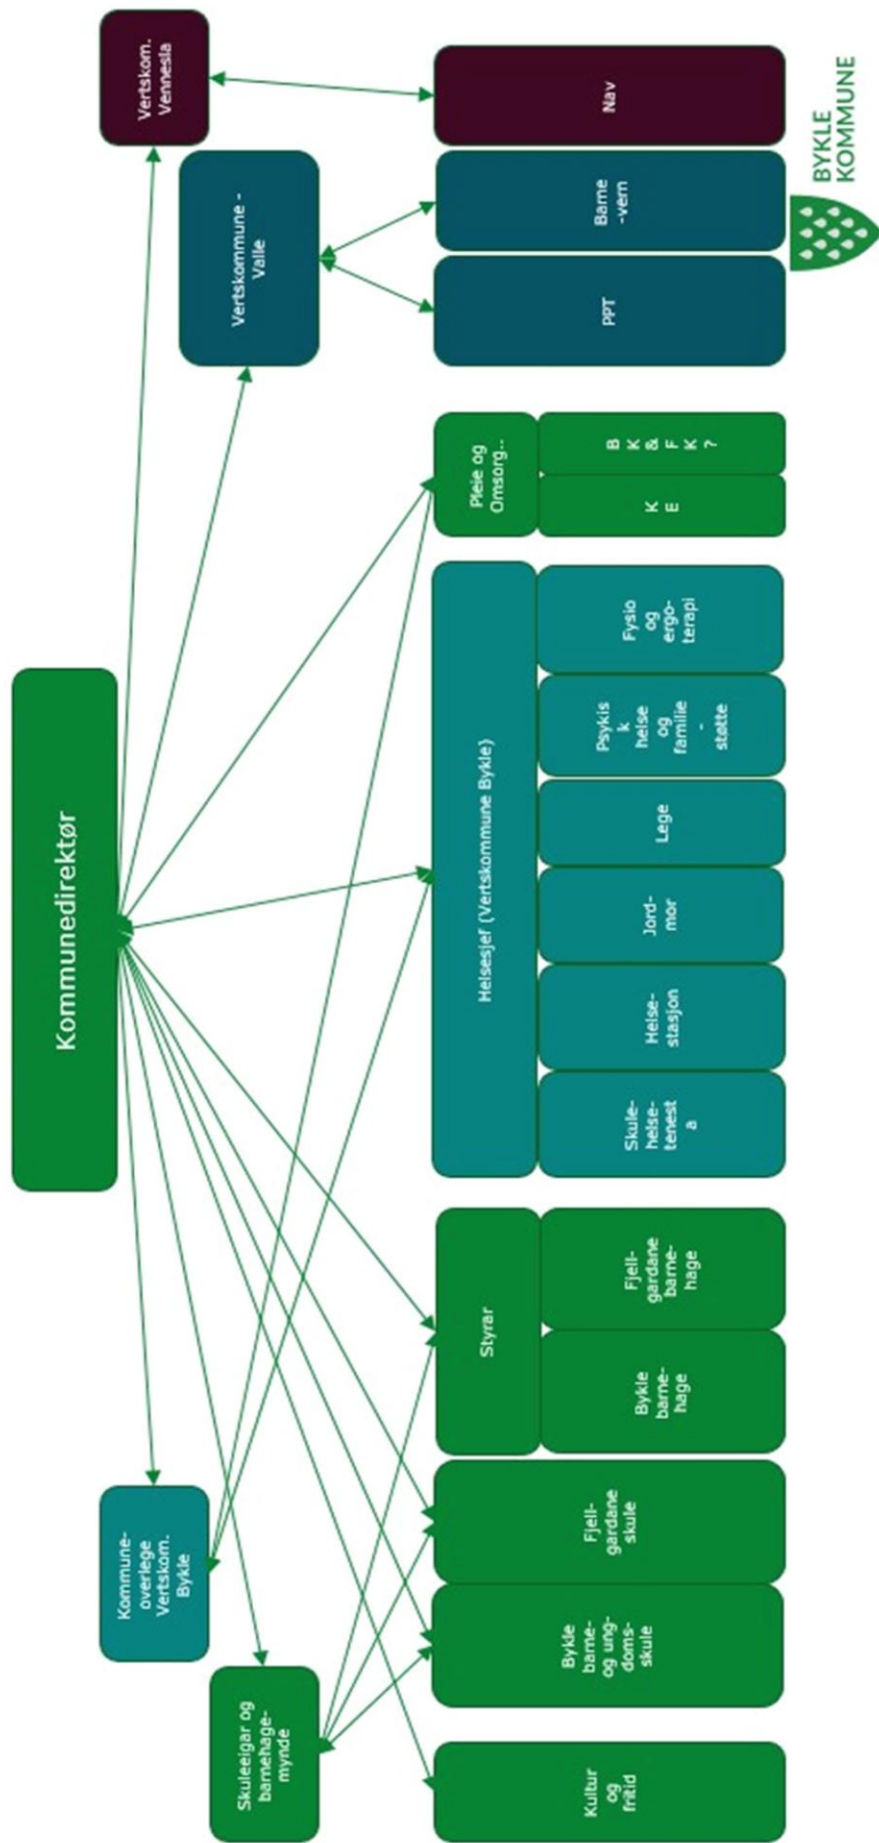 Kommunedirektør
Kommune-
overlege
Vertskom.
Bykle
Vertskom.
Vennesla
Skuleeigar og
barnehage-
mynde
Vertskommune -
Valle
Kultur
og
fritid
Bykle
barne-
og ung-
doms-
skule
Fjell-
gardane
skule
Styrar
Bykle
barne-
hage
Fjell-
gardane
barne-
hage
Helsesjef (Vertskommune Bykle)
Skule-
helse-
tenest
a
Helse-
stasjon
Jord-
mor
Lege
Psykis
k
helse
og
familie
-
støtte
Fysio
og
ergo-
terapi
Pleie og
Omsorg..
K
E
B
K
&
F
K
?
PPT
Barne
-vern
Nav
BYKLE
KOMMUNE